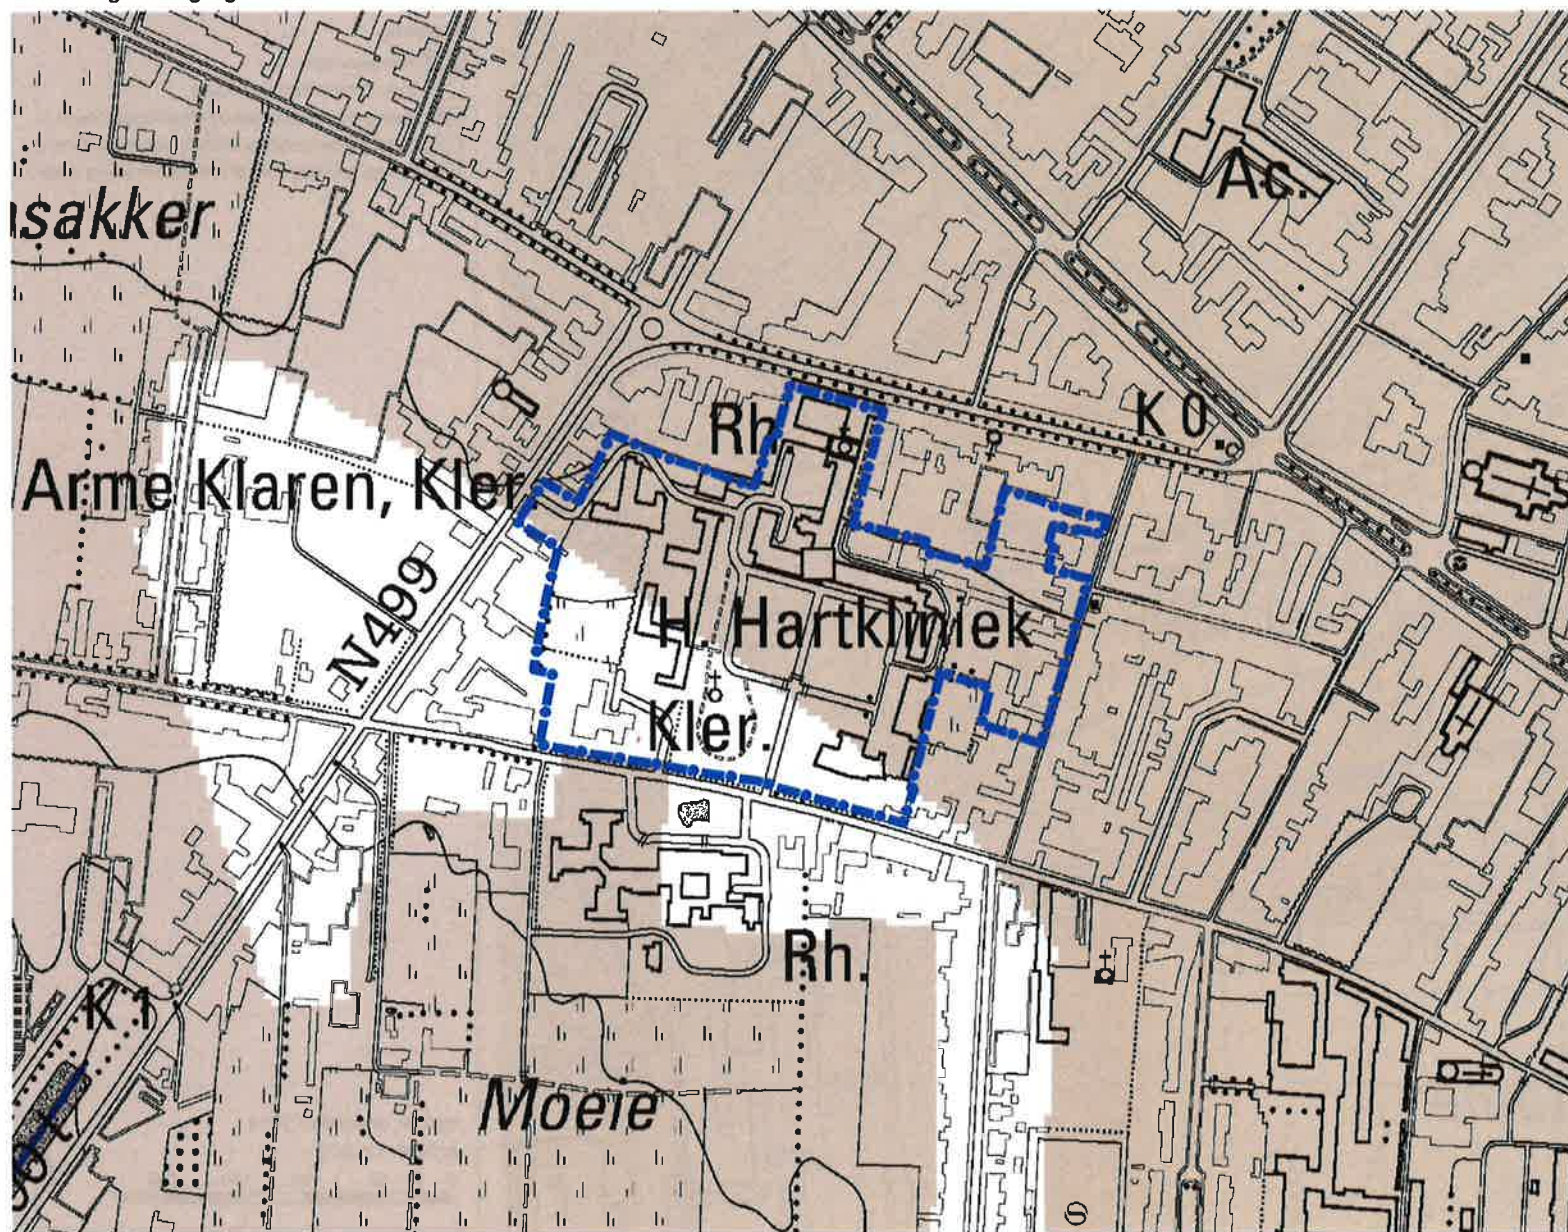 Ac.
sakker
K 0.
Rh
Arme Klaren, Kler
N499
H. Hartkliniek
Kler.
Rh.
K 1
Moeie